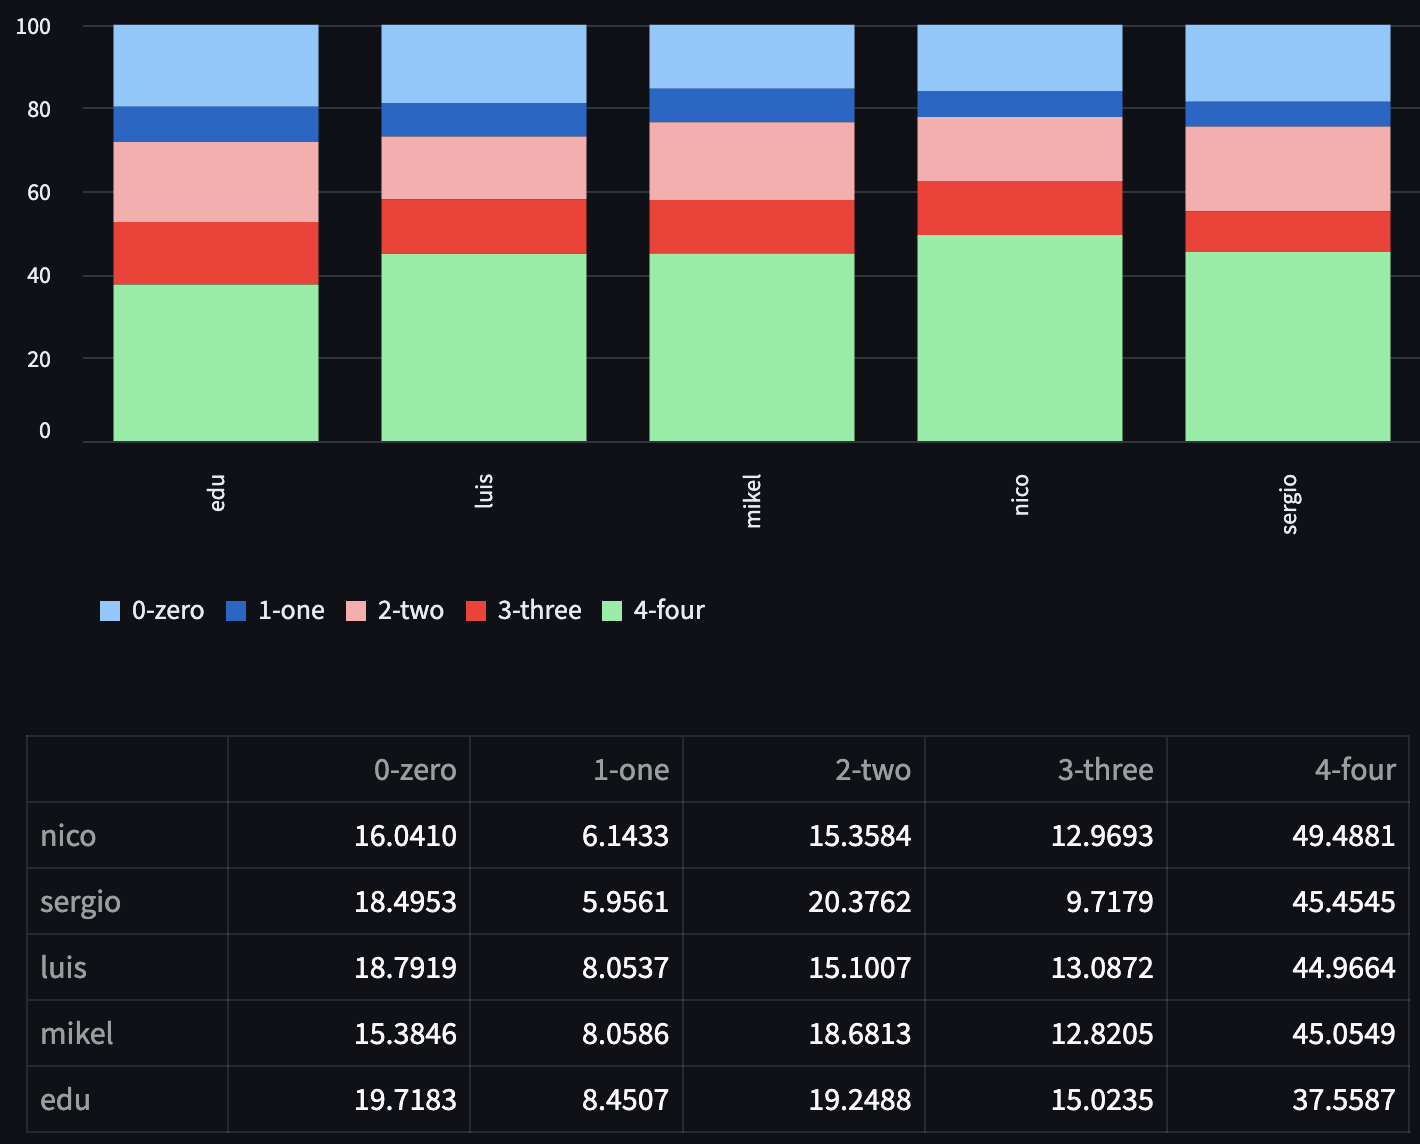 100
80
60
40
20
0
edu luis mikel nico sergio
0-zero 1-one 2-two 3-three 4-four
0-zero 1-one 2-two 3-three 4-four
nico 16.0410 6.1433 15.3584 12.9693 49.4881
sergio 18.4953 5.9561 20.3762 9.7179 45.4545
luis 18.7919 8.0537 15.1007 13.0872 44.9664
mikel 15.3846 8.0586 18.6813 12.8205 45.0549
edu 19.7183 8.4507 19.2488 15.0235 37.5587